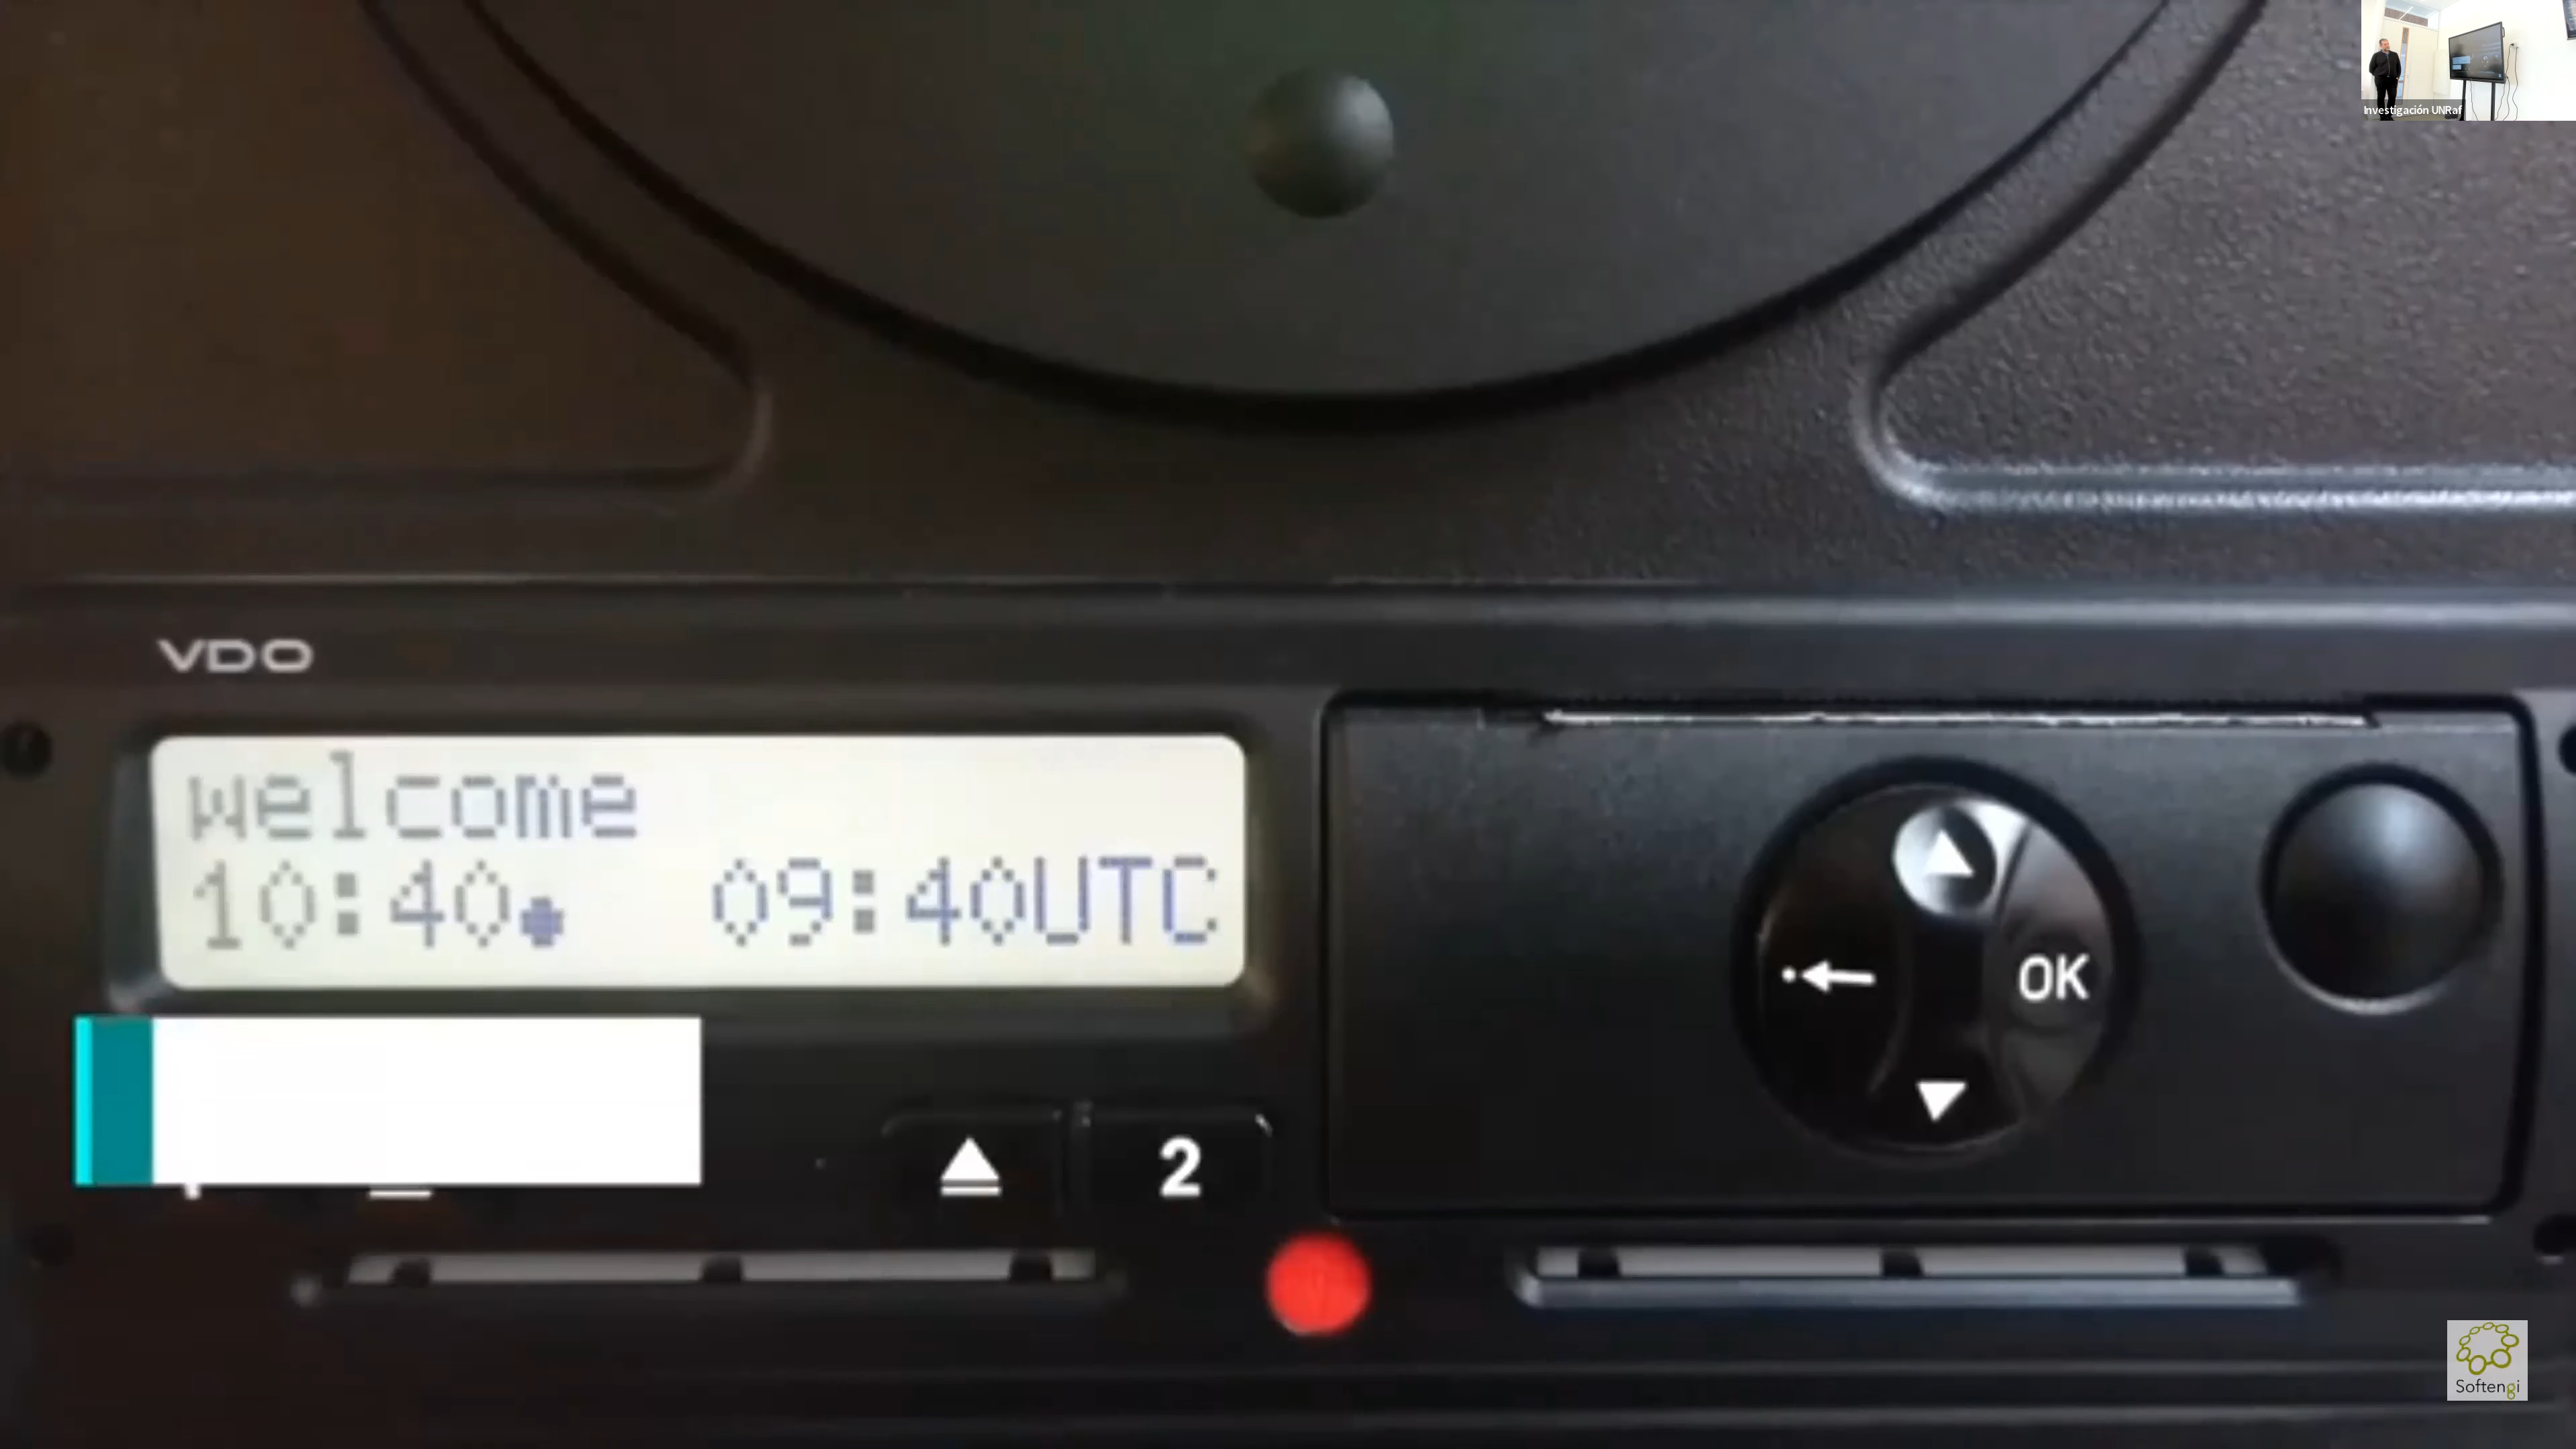 Investigación UNRaf
VDO
welcome
10:40 09:40UTC
OK
2
Softengi